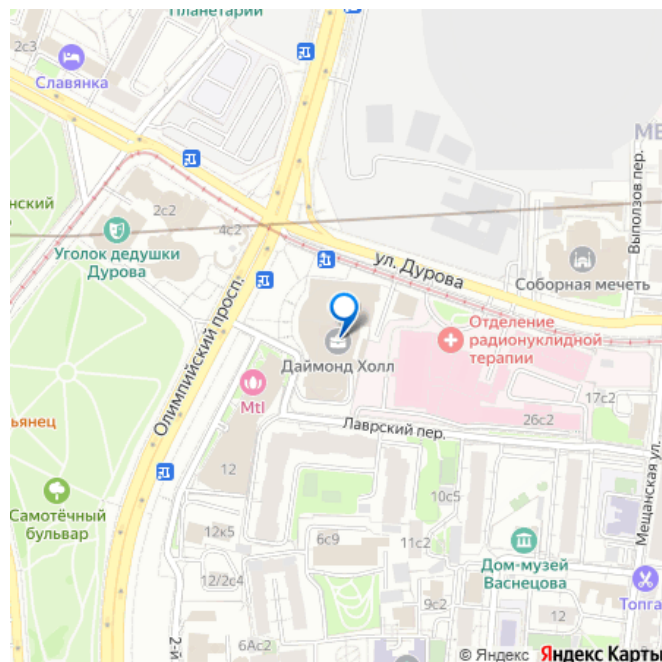 Планетарий
2с3
Славянка
МЕ
Выползов пер.
нский
2с2
4с2
Уголок дедушки
Дурова
ул. Дурова
Соборная мечеть
Олимпийский просп.
Отделение
радионуклидной
терапии
Даймонд Холл
Mtl
17с2
26с2
Лаврский пер.
ьянец
12
Мещанская ул.
Самотёчный
бульвар
10с5
12к5
6с9
11с2
Дом-музей
Васнецова
12/2с4
Топга
9с2
12
2-й
6Ас2
© Яндекс Яндекс Карты